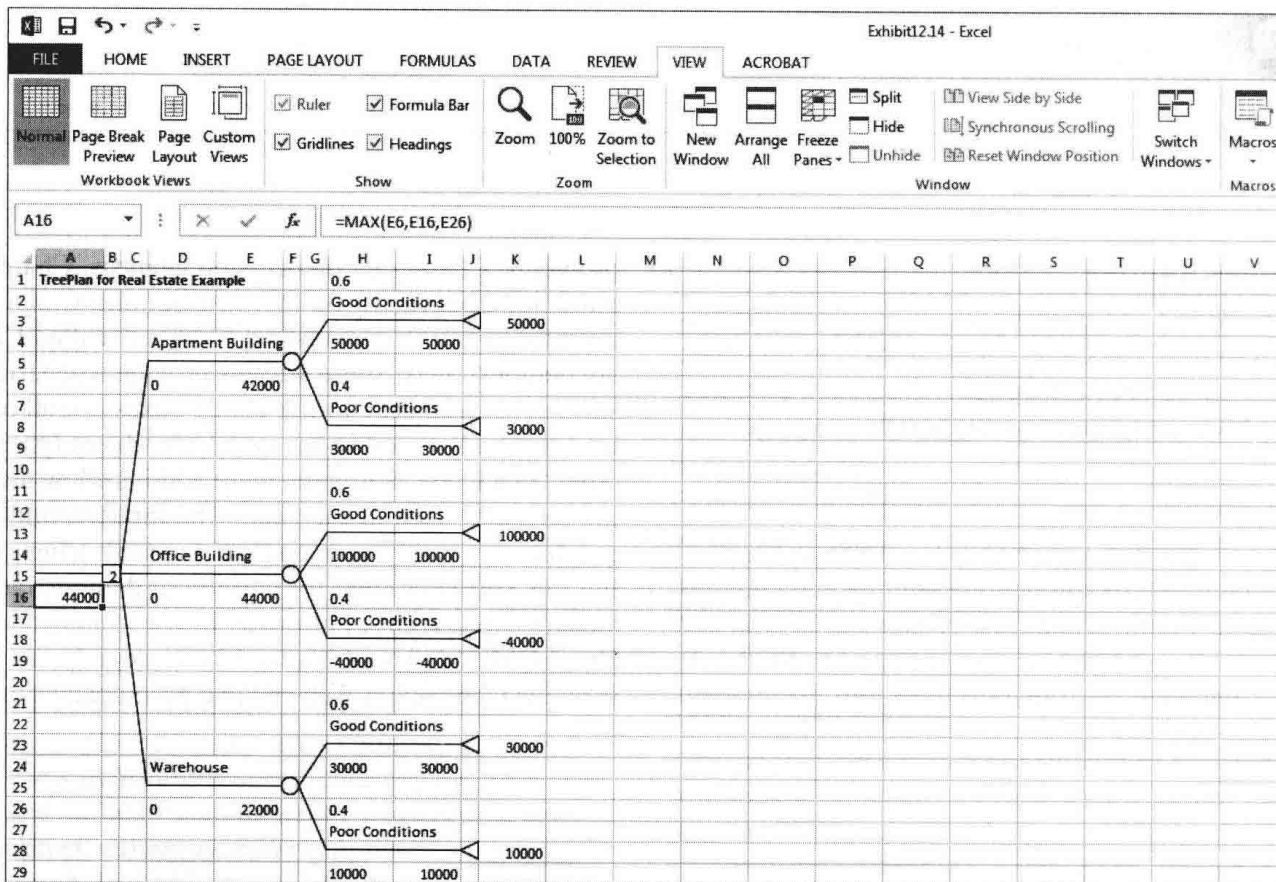 Exhibit12.14 - Excel
FILE HOME INSERT PAGE LAYOUT FORMULAS DATA REVIEW VIEW ACROBAT
Normal Page Break Preview Page Layout Custom Views
Workbook Views
Ruler Formula Bar
Gridlines Headings
Show
Zoom 100% Zoom to Selection
Zoom
New Window Arrange All Freeze Panes
Split
Hide
Unhide
View Side by Side
Synchronous Scrolling
Reset Window Position
Window
Switch Windows
Macros
Macros
A16 fx =MAX(E6,E16,E26)
A B C D E F G H I J K L M N O P Q R S T U V
1 TreePlan for Real Estate Example 0.6
2 Good Conditions
3 50000
4 Apartment Building 50000 50000
5
6 0 42000 0.4
7 Poor Conditions
8 30000
9 30000 30000
10
11 0.6
12 Good Conditions
13 100000
14 Office Building 100000 100000
15 2
16 44000 0 44000 0.4
17 Poor Conditions
18 -40000
19 -40000 -40000
20
21 0.6
22 Good Conditions
23 30000
24 Warehouse 30000 30000
25
26 0 22000 0.4
27 Poor Conditions
28 10000
29 10000 10000